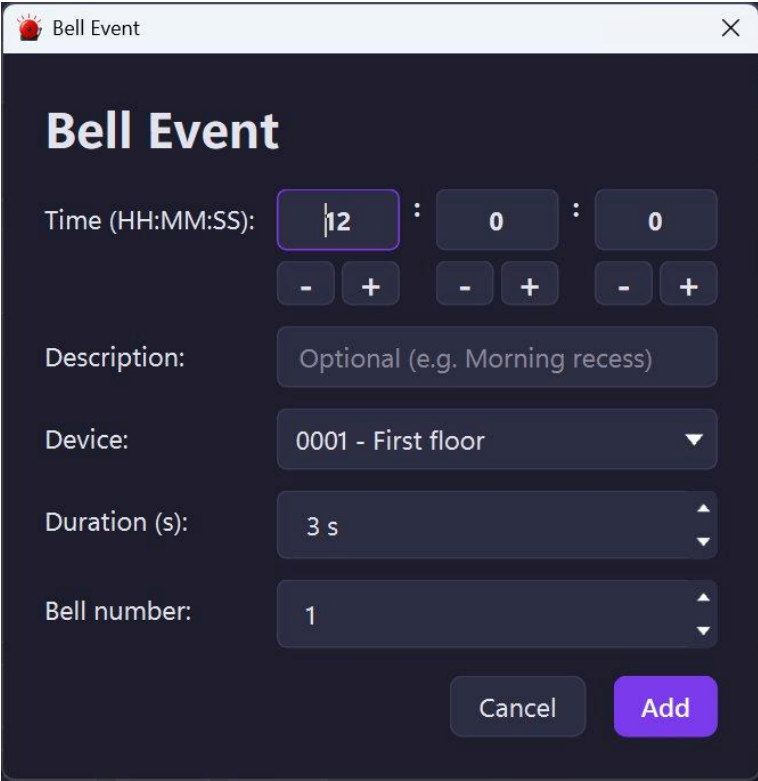 Bell Event
Bell Event
Time (HH:MM:SS): 12 : 0 : 0
- + - + - +
Description: Optional (e.g. Morning recess)
Device: 0001 - First floor
Duration (s): 3 s
Bell number: 1
Cancel Add